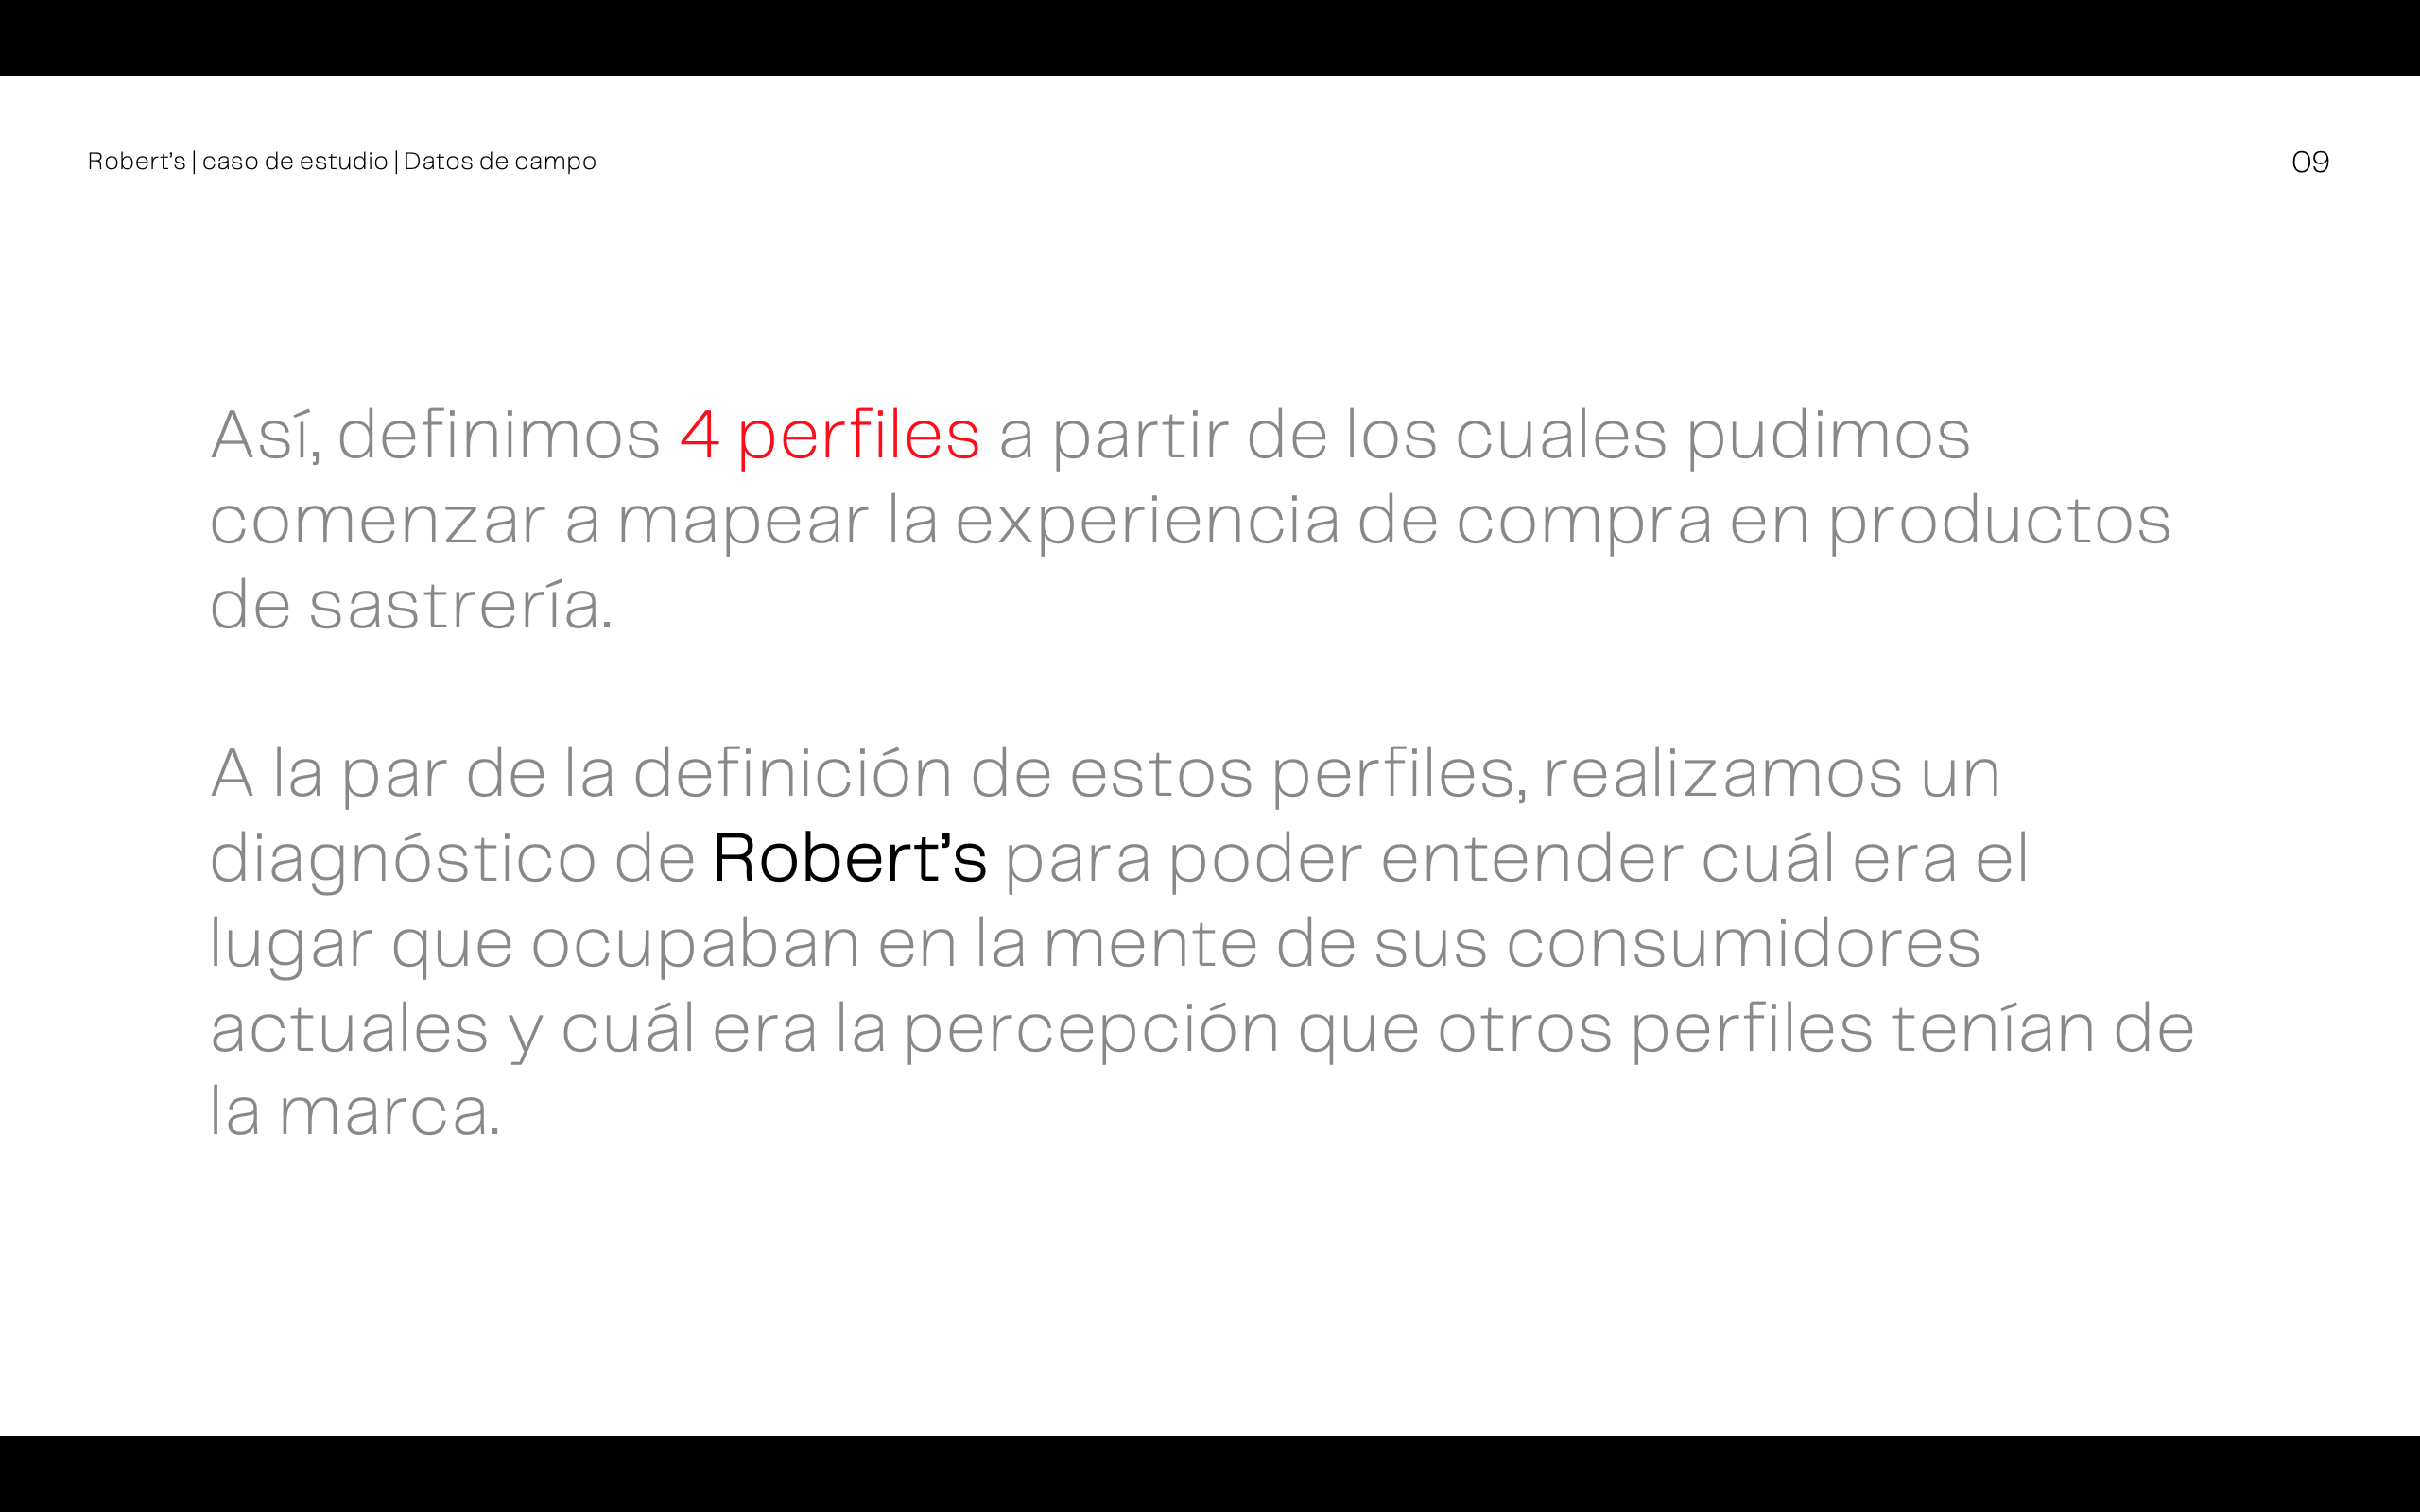 Robert’s | caso de estudio | Datos de campo
09
Así, definimos 4 perfiles a partir de los cuales pudimos
comenzar a mapear la experiencia de compra en productos
de sastrería.
A la par de la definición de estos perfiles, realizamos un
diagnóstico de Robert’s para poder entender cuál era el
lugar que ocupaban en la mente de sus consumidores
actuales y cuál era la percepción que otros perfiles tenían de
la marca.